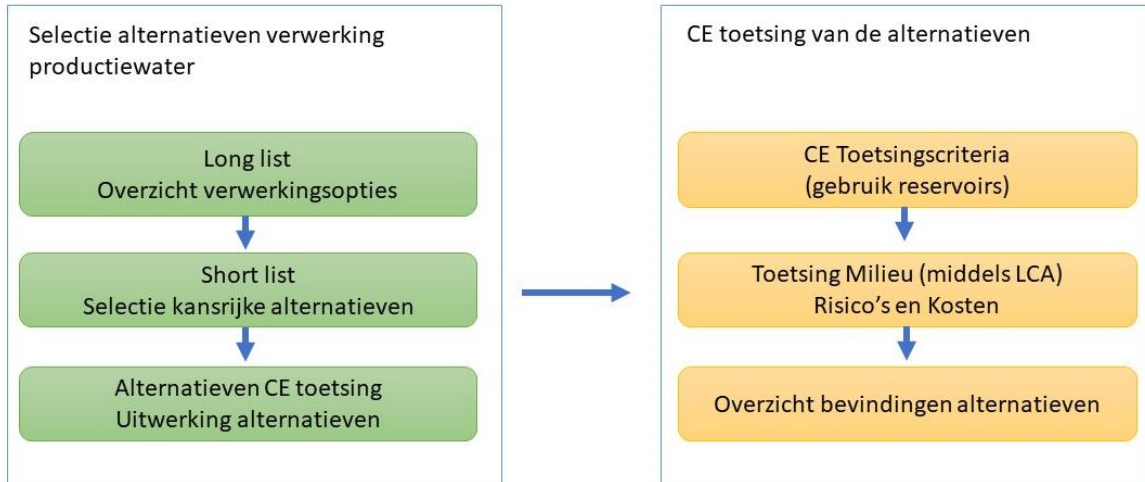 Selectie alternatieven verwerking
productiewater
Long list
Overzicht verwerkingsopties
Short list
Selectie kansrijke alternatieven
Alternatieven CE toetsing
Uitwerking alternatieven
CE toetsing van de alternatieven
CE Toetsingscriteria
(gebruik reservoirs)
Toetsing Milieu (middels LCA)
Risico’s en Kosten
Overzicht bevindingen alternatieven